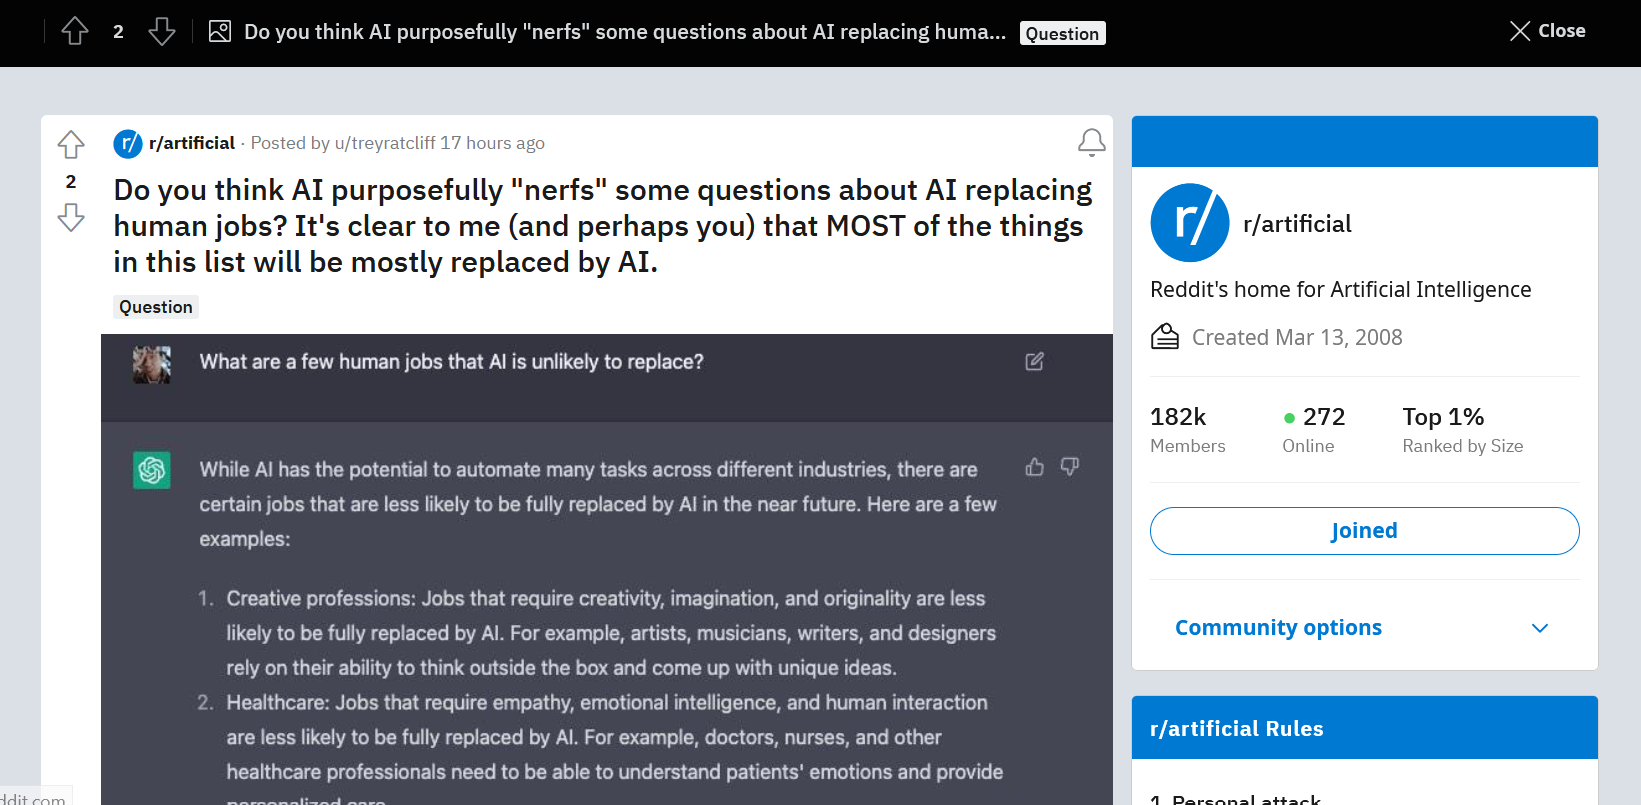 2
Do you think AI purposefully "nerfs" some questions about AI replacing huma...
Question
Close
r/artificial · Posted by u/treyratcliff 17 hours ago
2
Do you think AI purposefully "nerfs" some questions about AI replacing
human jobs? It's clear to me (and perhaps you) that MOST of the things
in this list will be mostly replaced by AI.
Question
What are a few human jobs that AI is unlikely to replace?
While AI has the potential to automate many tasks across different industries, there are
certain jobs that are less likely to be fully replaced by AI in the near future. Here are a few
examples:
1. Creative professions: Jobs that require creativity, imagination, and originality are less
likely to be fully replaced by AI. For example, artists, musicians, writers, and designers
rely on their ability to think outside the box and come up with unique ideas.
2. Healthcare: Jobs that require empathy, emotional intelligence, and human interaction
are less likely to be fully replaced by AI. For example, doctors, nurses, and other
healthcare professionals need to be able to understand patients' emotions and provide
personalized care.
ddit.com
r/
r/
r/artificial
Reddit's home for Artificial Intelligence
Created Mar 13, 2008
182k
Members
272
Online
Top 1%
Ranked by Size
Joined
Community options
r/artificial Rules
1. Personal attack